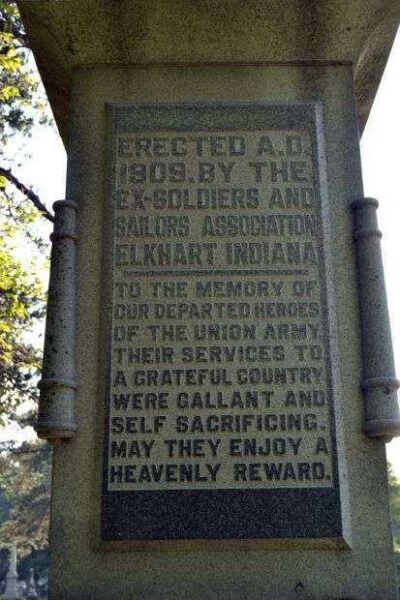 ERECTED A.D.
1909. BY THE
EX-SOLDIERS AND
SAILORS ASSOCIATION
ELKHART INDIANA
TO THE MEMORY OF
OUR DEPARTED HEROES
OF THE UNION ARMY.
THEIR SERVICES TO
A GRATEFUL COUNTRY
WERE GALLANT AND
SELF SACRIFICING.
MAY THEY ENJOY A
HEAVENLY REWARD.